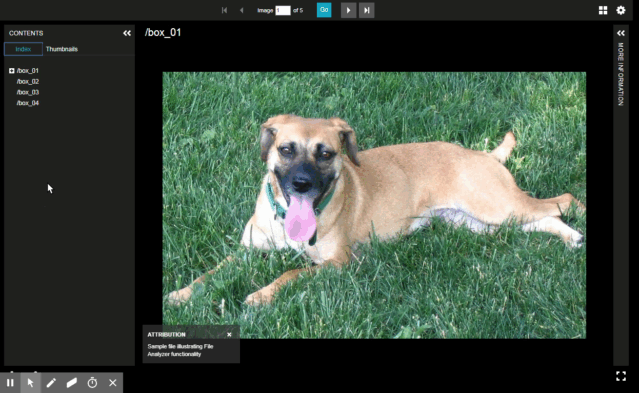 Image 1 of 5 Go
CONTENTS
Index Thumbnails
/box_01
/box_02
/box_03
/box_04
/box_01
ATTRIBUTION
Sample file illustrating File
Analyzer functionality
MORE INFORMATION